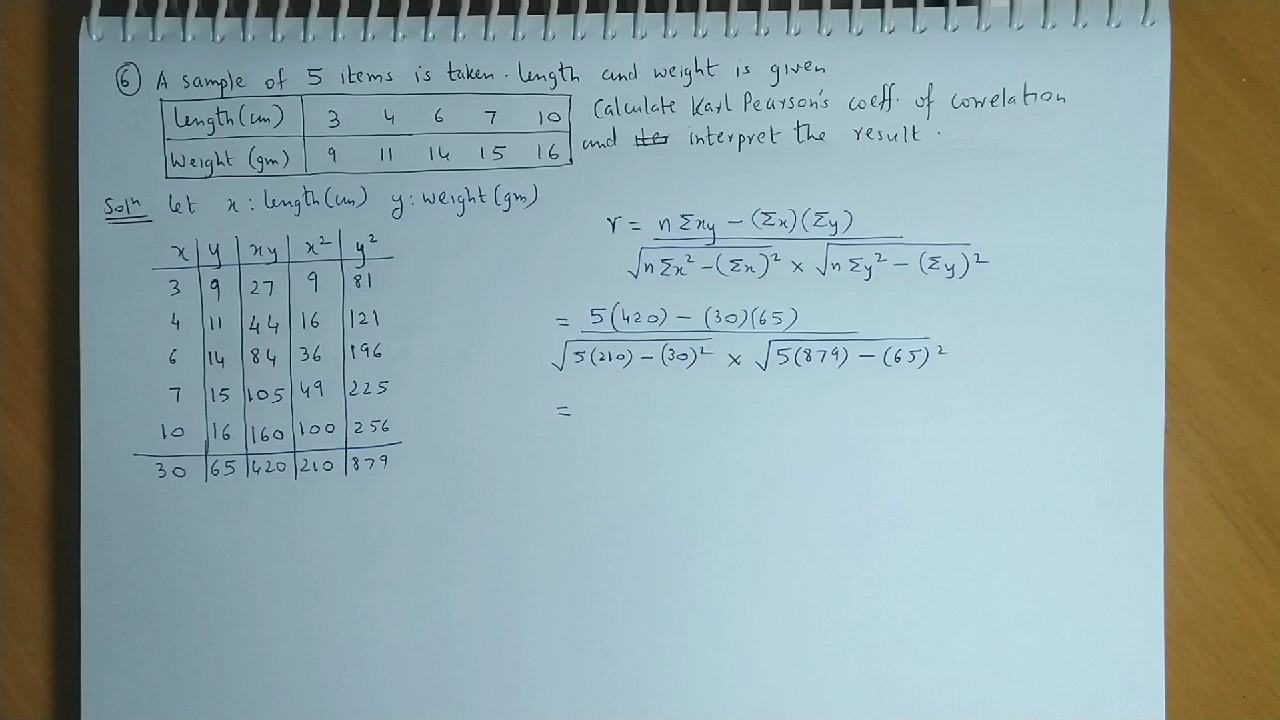 ⑥ A sample of 5 items is taken. length and weight is given
length(cm) 3 4 6 7 10 Calculate Karl Pearson's coeff. of correlation
Weight (gm) 9 11 14 15 16 and interpret the result.
Solⁿ let x : length(cm) y : weight(gm)
x y xy x² y²
3 9 27 9 81
4 11 44 16 121
6 14 84 36 196
7 15 105 49 225
10 16 160 100 256
30 65 420 210 879
r = nΣxy − (Σx)(Σy)
√nΣx² − (Σx)² × √nΣy² − (Σy)²
= 5(420) − (30)(65)
√5(210) − (30)² × √5(879) − (65)²
=